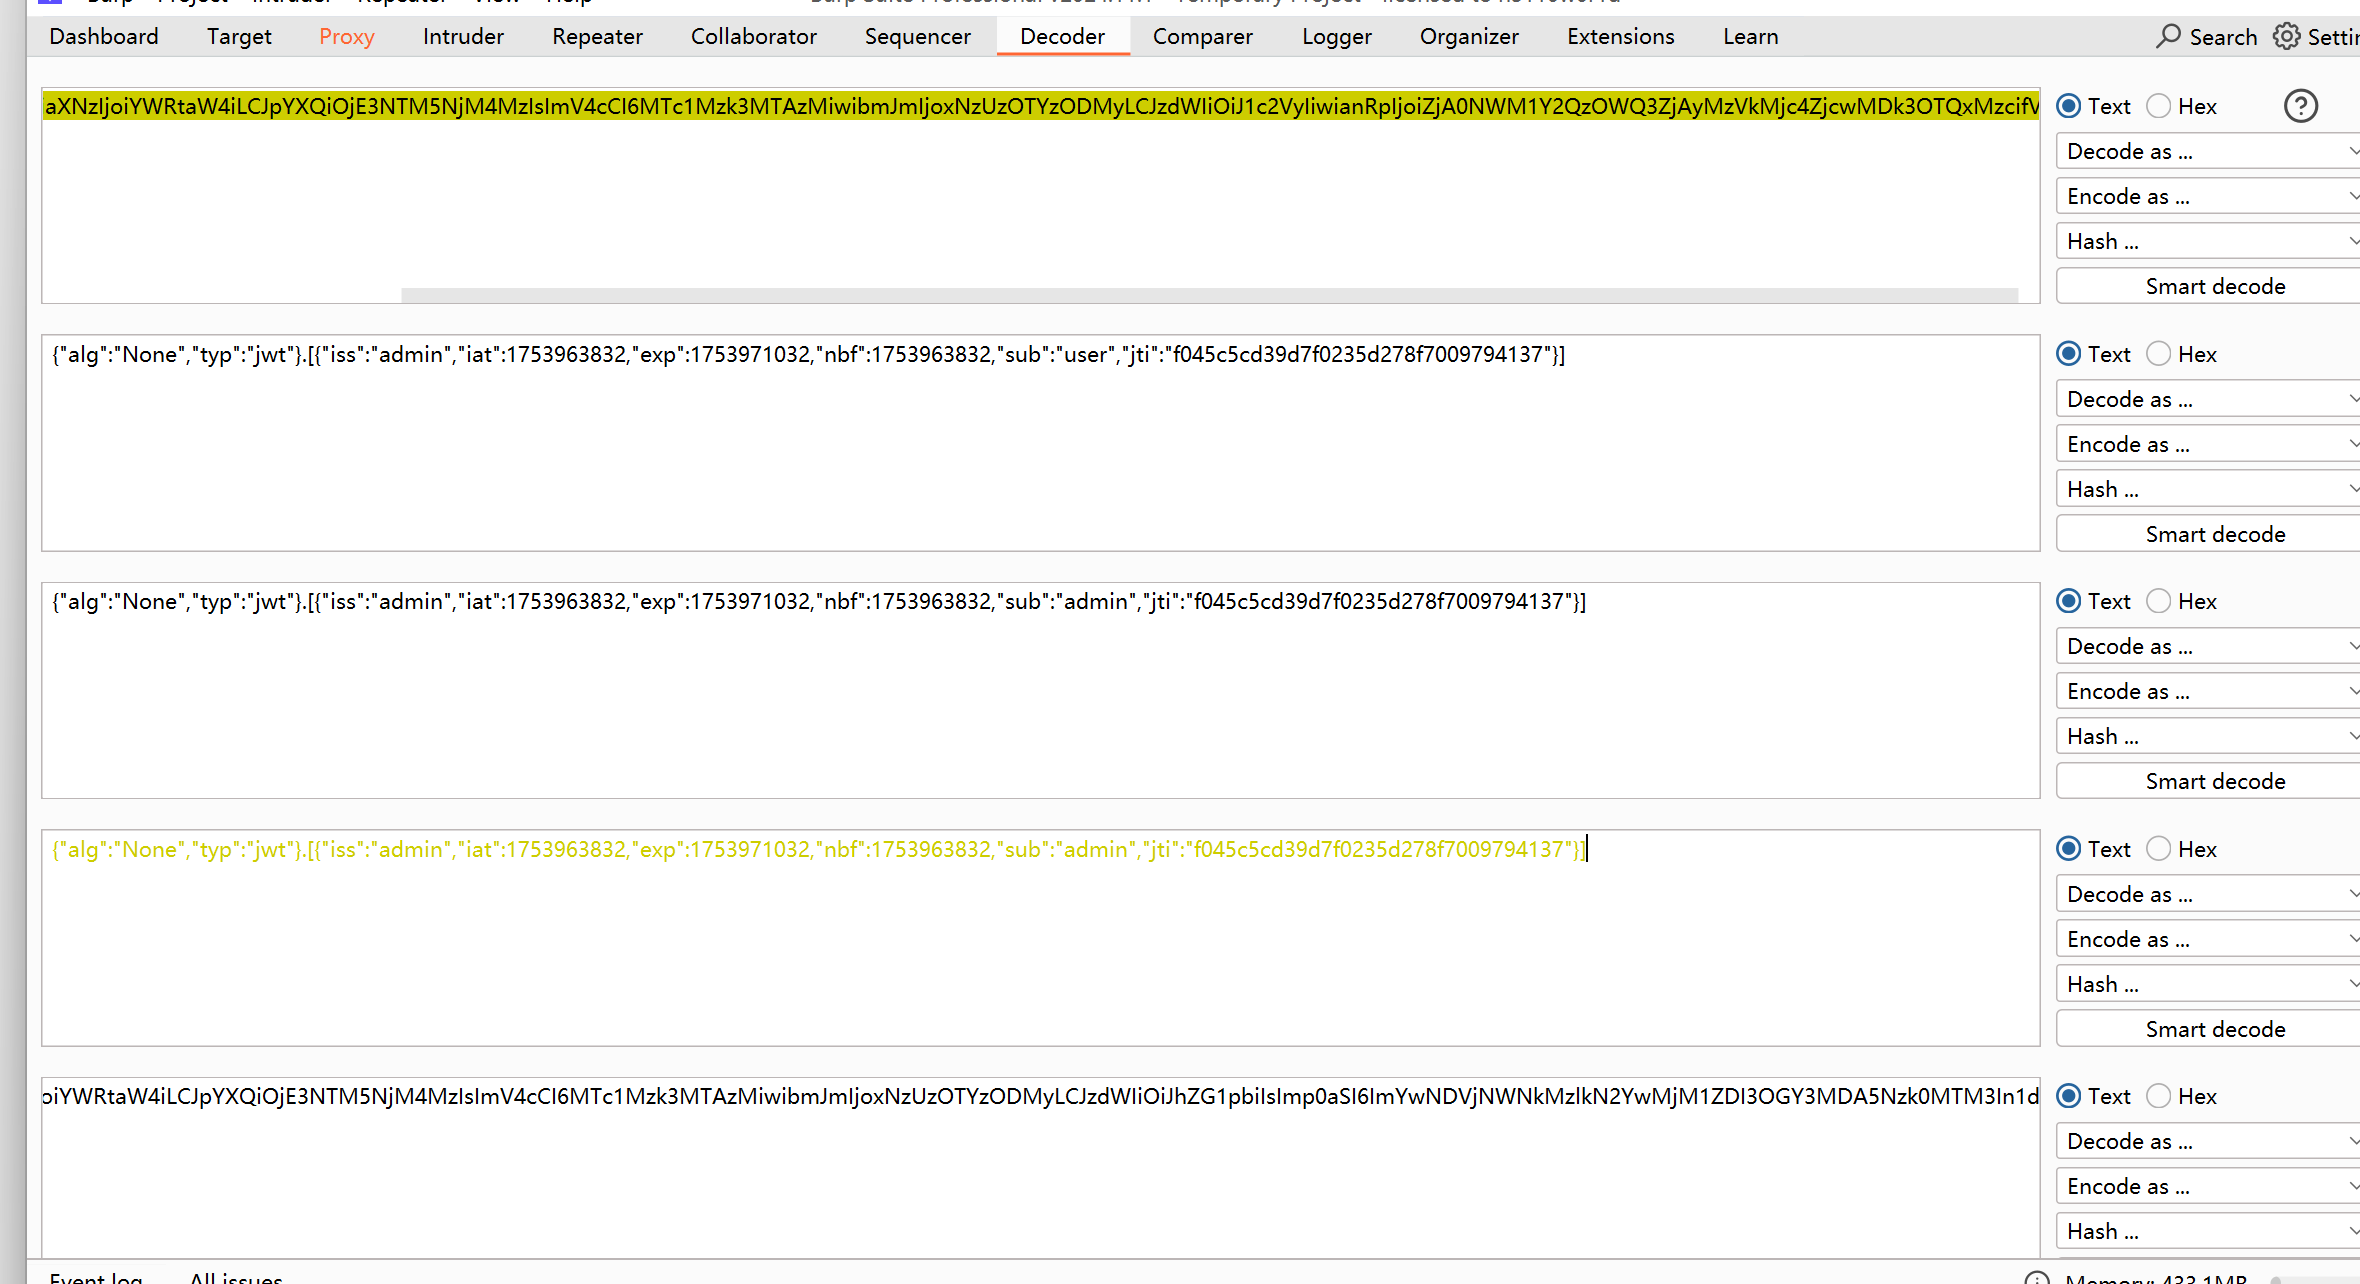 Burp Project Intruder Repeater View Help
Dashboard Target Proxy Intruder Repeater Collaborator Sequencer Decoder Comparer Logger Organizer Extensions Learn Search
aXNzIjoiYWRtaW4iLCJpYXQiOjE3NTM5NjM4MzIsImV4cCI6MTc1Mzk3MTAzMiwibmJmIjoxNzUzOTYzODMyLCJzdWIiOiJ1c2VyIiwianRpIjoiZjA0NWM1Y2QzOWQ3ZjAyMzVkMjc4ZjcwMDk3OTQxMzcifV
Text Hex
Decode as ...
Encode as ...
Hash ...
Smart decode
{"alg":"None","typ":"jwt"}.[{"iss":"admin","iat":1753963832,"exp":1753971032,"nbf":1753963832,"sub":"user","jti":"f045c5cd39d7f0235d278f7009794137"}]
Text Hex
Decode as ...
Encode as ...
Hash ...
Smart decode
{"alg":"None","typ":"jwt"}.[{"iss":"admin","iat":1753963832,"exp":1753971032,"nbf":1753963832,"sub":"admin","jti":"f045c5cd39d7f0235d278f7009794137"}]
Text Hex
Decode as ...
Encode as ...
Hash ...
Smart decode
{"alg":"None","typ":"jwt"}.[{"iss":"admin","iat":1753963832,"exp":1753971032,"nbf":1753963832,"sub":"admin","jti":"f045c5cd39d7f0235d278f7009794137"}]
Text Hex
Decode as ...
Encode as ...
Hash ...
Smart decode
oiYWRtaW4iLCJpYXQiOjE3NTM5NjM4MzIsImV4cCI6MTc1Mzk3MTAzMiwibmJmIjoxNzUzOTYzODMyLCJzdWIiOiJhZG1pbiIsImp0aSI6ImYwNDVjNWNkMzlkN2YwMjM1ZDI3OGY3MDA5Nzk0MTM3In1d
Text Hex
Decode as ...
Encode as ...
Hash ...
Event log All issues Memory: 433.1MB